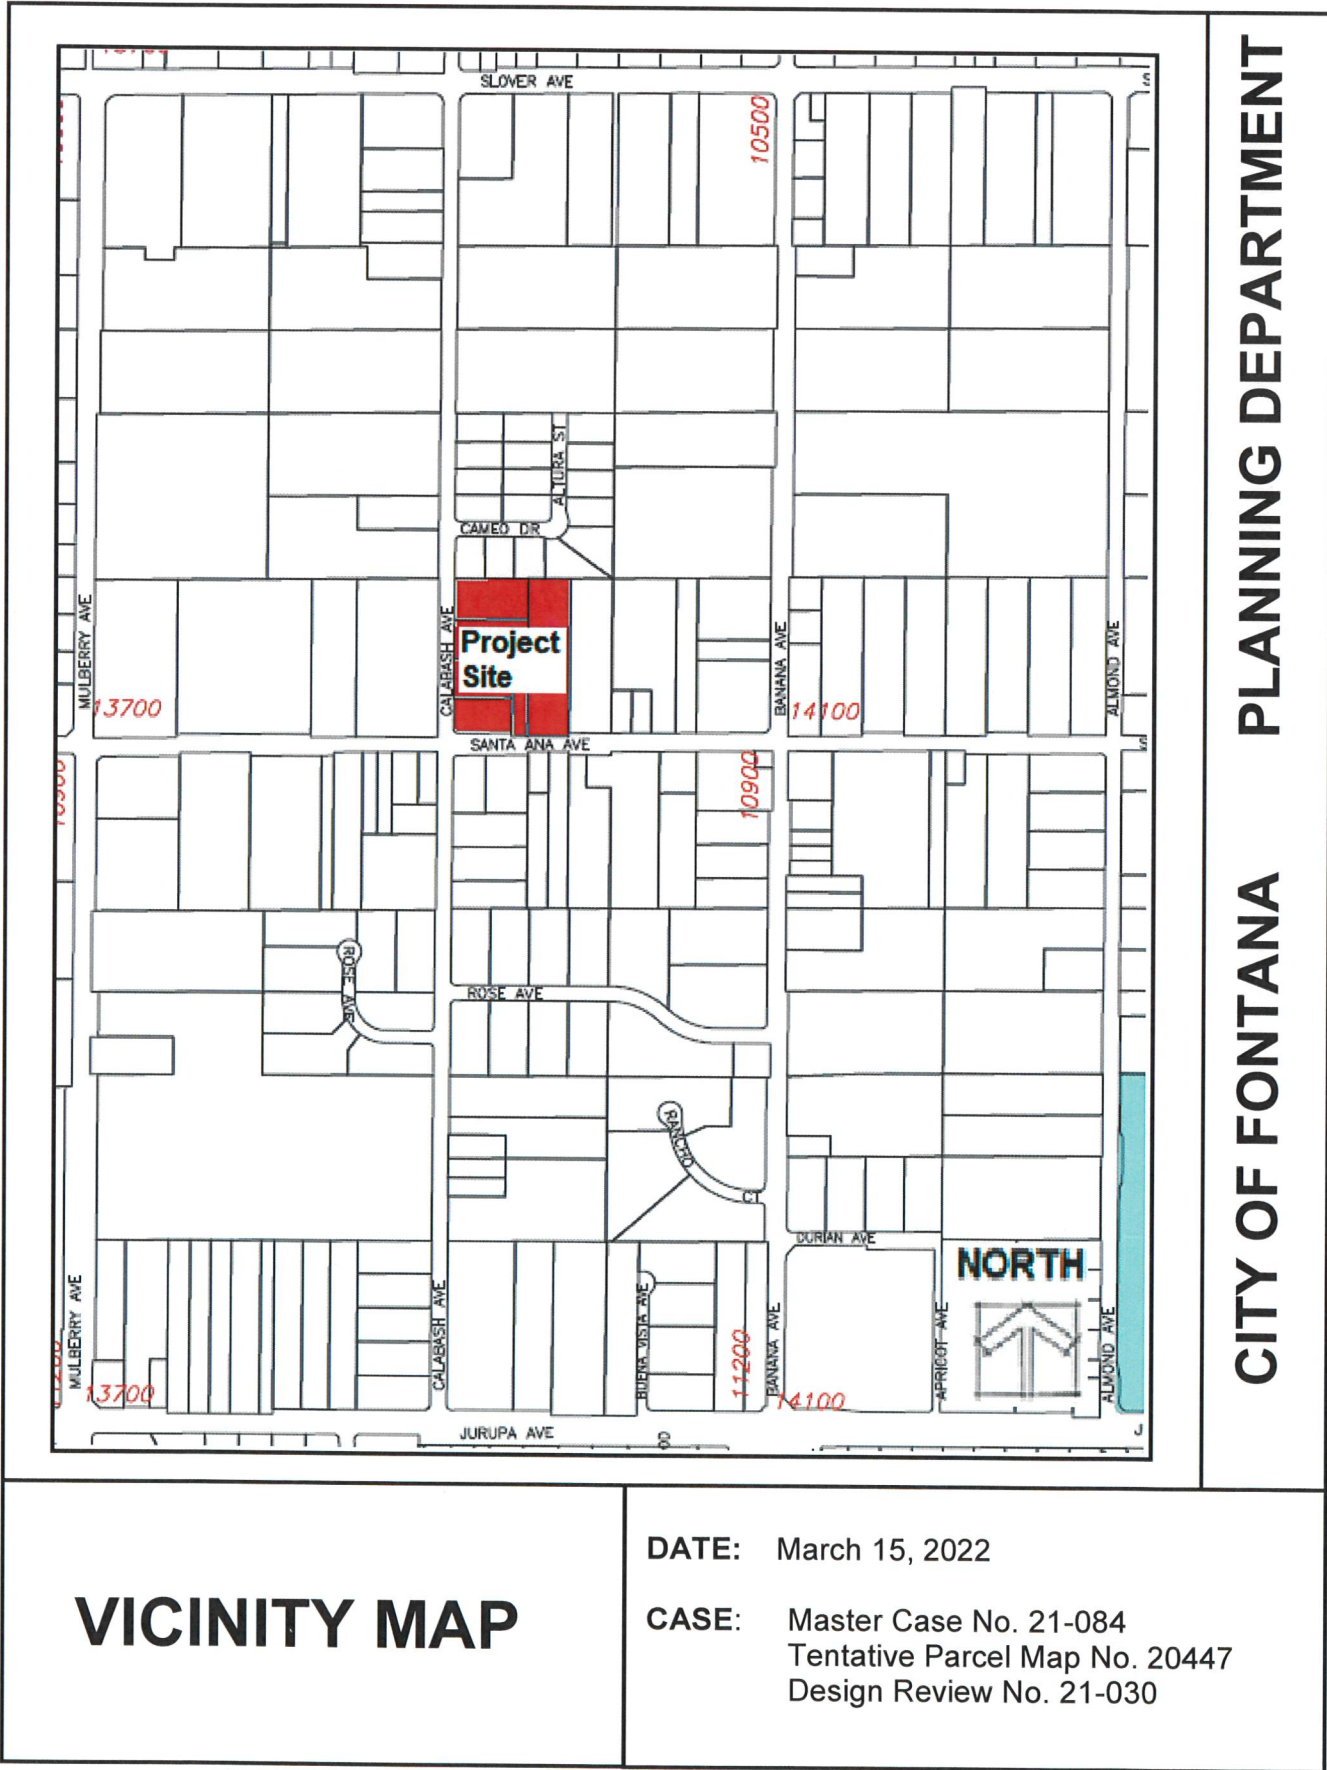 SLOVER AVE
10500
ALTURA ST
CAMEO DR
MULBERRY AVE
CALABASH AVE
Project
Site
BANANA AVE
ALMOND AVE
13700
14100
SANTA ANA AVE
10900
ROSE AVE
ROSE AVE
RANCHO
CT
DURIAN AVE
NORTH
MULBERRY AVE
CALABASH AVE
BUENA VISTA AVE
11200
BANANA AVE
APRICOT AVE
ALMOND AVE
13700
14100
JURUPA AVE
CITY OF FONTANA PLANNING DEPARTMENT
VICINITY MAP
DATE: March 15, 2022
CASE: Master Case No. 21-084
Tentative Parcel Map No. 20447
Design Review No. 21-030